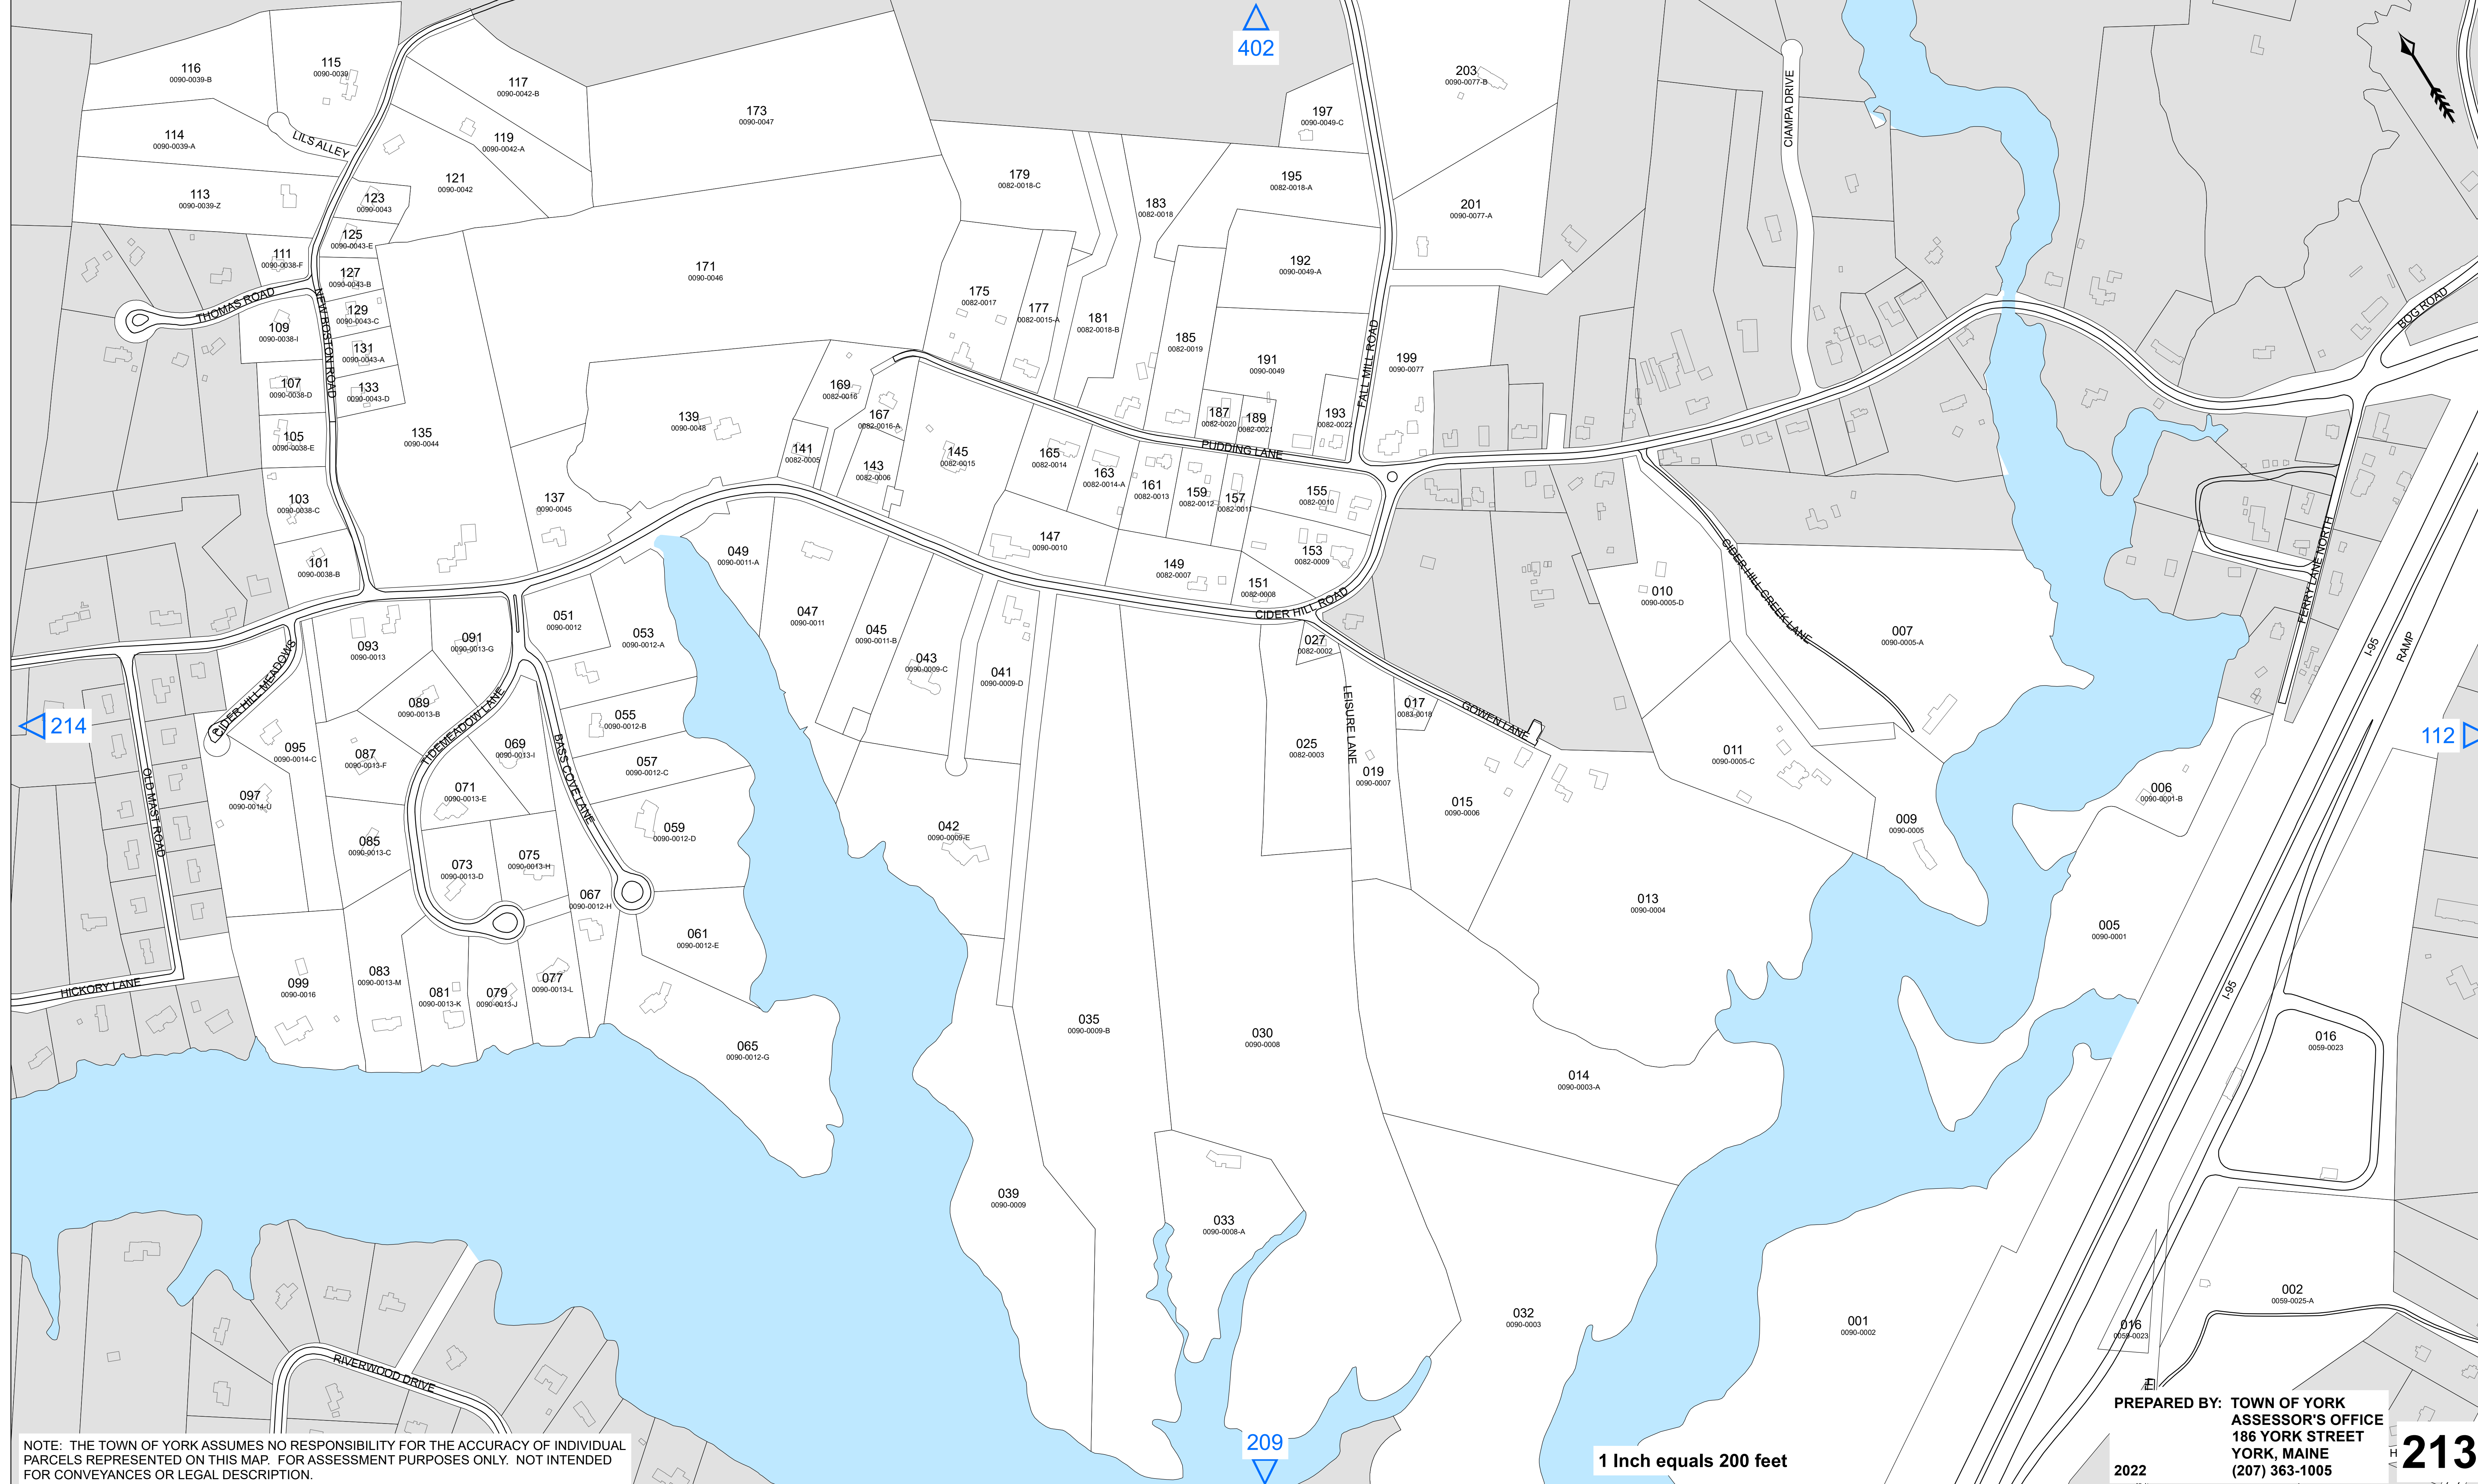 402
116
0090-0039-B
115
0090-0039
117
0090-0042-B
173
0090-0047
197
0090-0049-C
203
0090-0077-B
CIAMPA DRIVE
114
0090-0039-A
LILS ALLEY
119
0090-0042-A
113
0090-0039-Z
121
0090-0042
123
0090-0043
179
0082-0018-C
183
0082-0018
195
0082-0018-A
201
0090-0077-A
111
0090-0038-F
125
0090-0043-E
127
0090-0043-B
171
0090-0046
192
0090-0049-A
THOMAS ROAD
NEW BOSTON ROAD
109
0090-0038-I
129
0090-0043-C
131
0090-0043-A
175
0082-0017
177
0082-0015-A
181
0082-0018-B
185
0082-0019
191
0090-0049
FALL MILL ROAD
199
0090-0077
BOG ROAD
107
0090-0038-D
133
0090-0043-D
169
0082-0016
167
0082-0016-A
187
0082-0020
189
0082-0021
193
0082-0022
105
0090-0038-E
135
0090-0044
139
0090-0048
141
0082-0005
143
0082-0006
145
0082-0015
165
0082-0014
163
0082-0014-A
PUDDING LANE
161
0082-0013
159
0082-0012
157
0082-0011
155
0082-0010
103
0090-0038-C
137
0090-0045
101
0090-0038-B
049
0090-0011-A
147
0090-0010
149
0082-0007
153
0082-0009
151
0082-0008
CIDER HILL ROAD
010
0090-0005-D
CIDER HILL CREEK LANE
007
0090-0005-A
FERRY LANE NORTH
I-95
RAMP
051
0090-0012
053
0090-0012-A
047
0090-0011
045
0090-0011-B
043
0090-0009-C
041
0090-0009-D
027
0082-0002
093
0090-0013
091
0090-0013-G
CIDER HILL MEADOWS
089
0090-0013-B
TIDEMEADOW LANE
055
0090-0012-B
LEISURE LANE
017
0083-0018
GOWEN LANE
214
112
095
0090-0014-C
087
0090-0013-F
069
0090-0013-I
BASS COVE LANE
057
0090-0012-C
025
0082-0003
019
0090-0007
011
0090-0005-C
OLD MAST ROAD
097
0090-0014-U
071
0090-0013-E
059
0090-0012-D
042
0090-0009-E
015
0090-0006
009
0090-0005
006
0090-0001-B
085
0090-0013-C
073
0090-0013-D
075
0090-0013-H
067
0090-0012-H
061
0090-0012-E
013
0090-0004
005
0090-0001
HICKORY LANE
099
0090-0016
083
0090-0013-M
081
0090-0013-K
079
0090-0013-J
077
0090-0013-L
I-95
035
0090-0009-B
030
0090-0008
065
0090-0012-G
016
0059-0023
014
0090-0003-A
039
0090-0009
033
0090-0008-A
032
0090-0003
001
0090-0002
002
0059-0025-A
016
0059-0023
RIVERWOOD DRIVE
209
NOTE: THE TOWN OF YORK ASSUMES NO RESPONSIBILITY FOR THE ACCURACY OF INDIVIDUAL
PARCELS REPRESENTED ON THIS MAP. FOR ASSESSMENT PURPOSES ONLY. NOT INTENDED
FOR CONVEYANCES OR LEGAL DESCRIPTION.
1 Inch equals 200 feet
PREPARED BY: TOWN OF YORK
ASSESSOR'S OFFICE
186 YORK STREET
YORK, MAINE
2022 (207) 363-1005
213